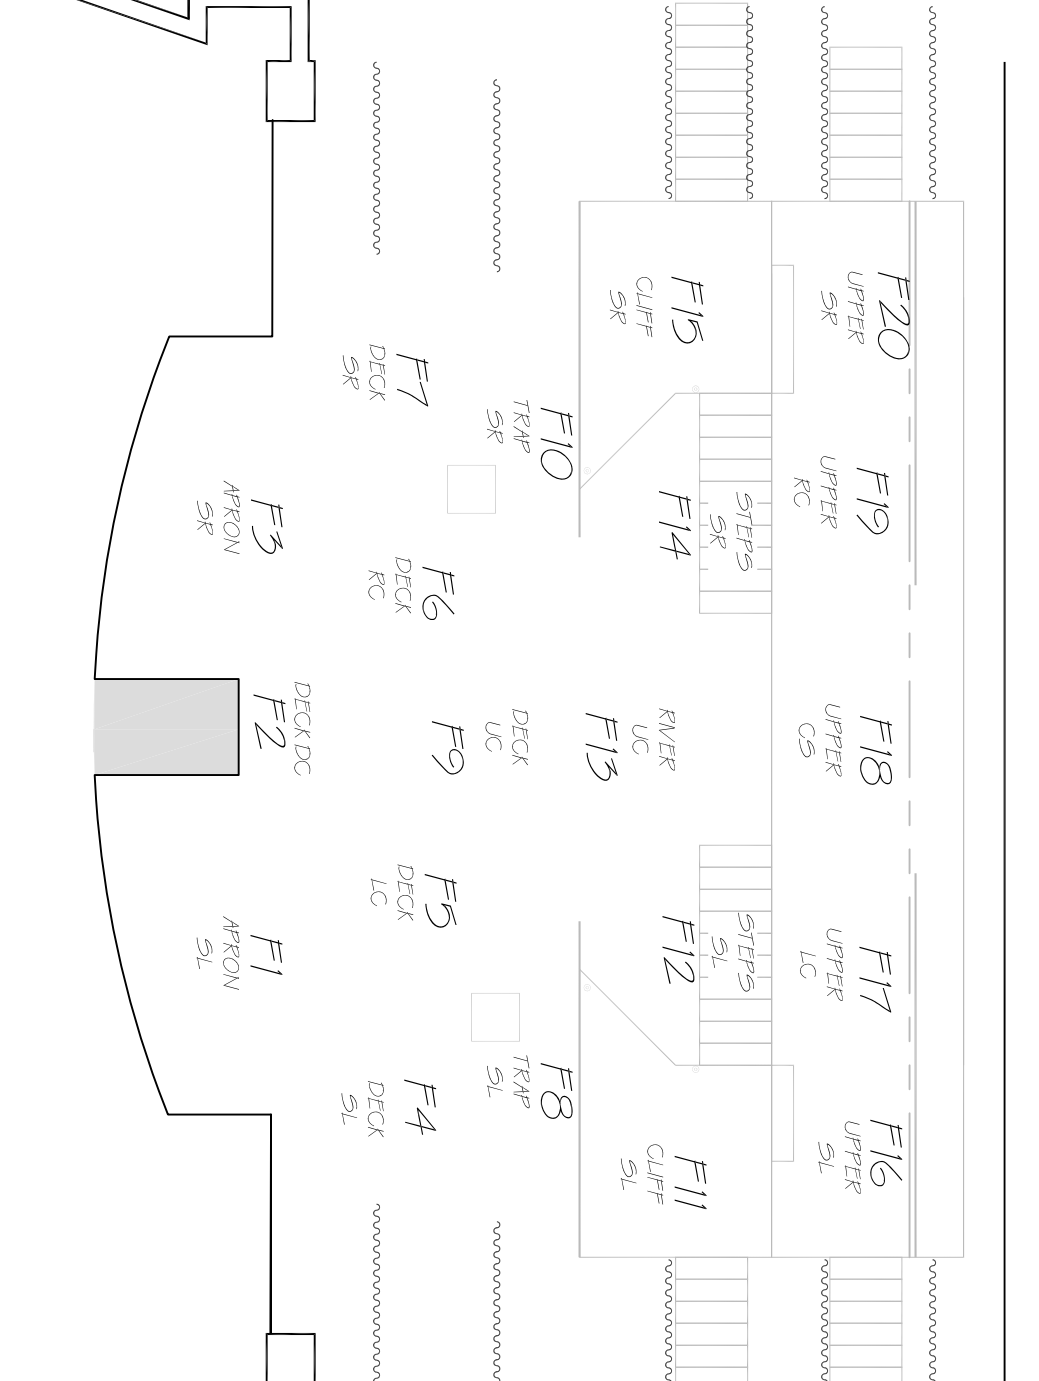 F20
UPPER
SR
F19
UPPER
RC
F18
UPPER
CS
F17
UPPER
LC
F16
UPPER
SL
F15
CLIFF
SR
STEPS
SR
F14
RIVER
UC
F13
STEPS
SL
F12
F11
CLIFF
SL
F10
TRAP
SR
DECK
UC
F9
F8
TRAP
SL
F7
DECK
SR
F6
DECK
RC
F5
DECK
LC
F4
DECK
SL
F3
APRON
SR
DECK DC
F2
F1
APRON
SL